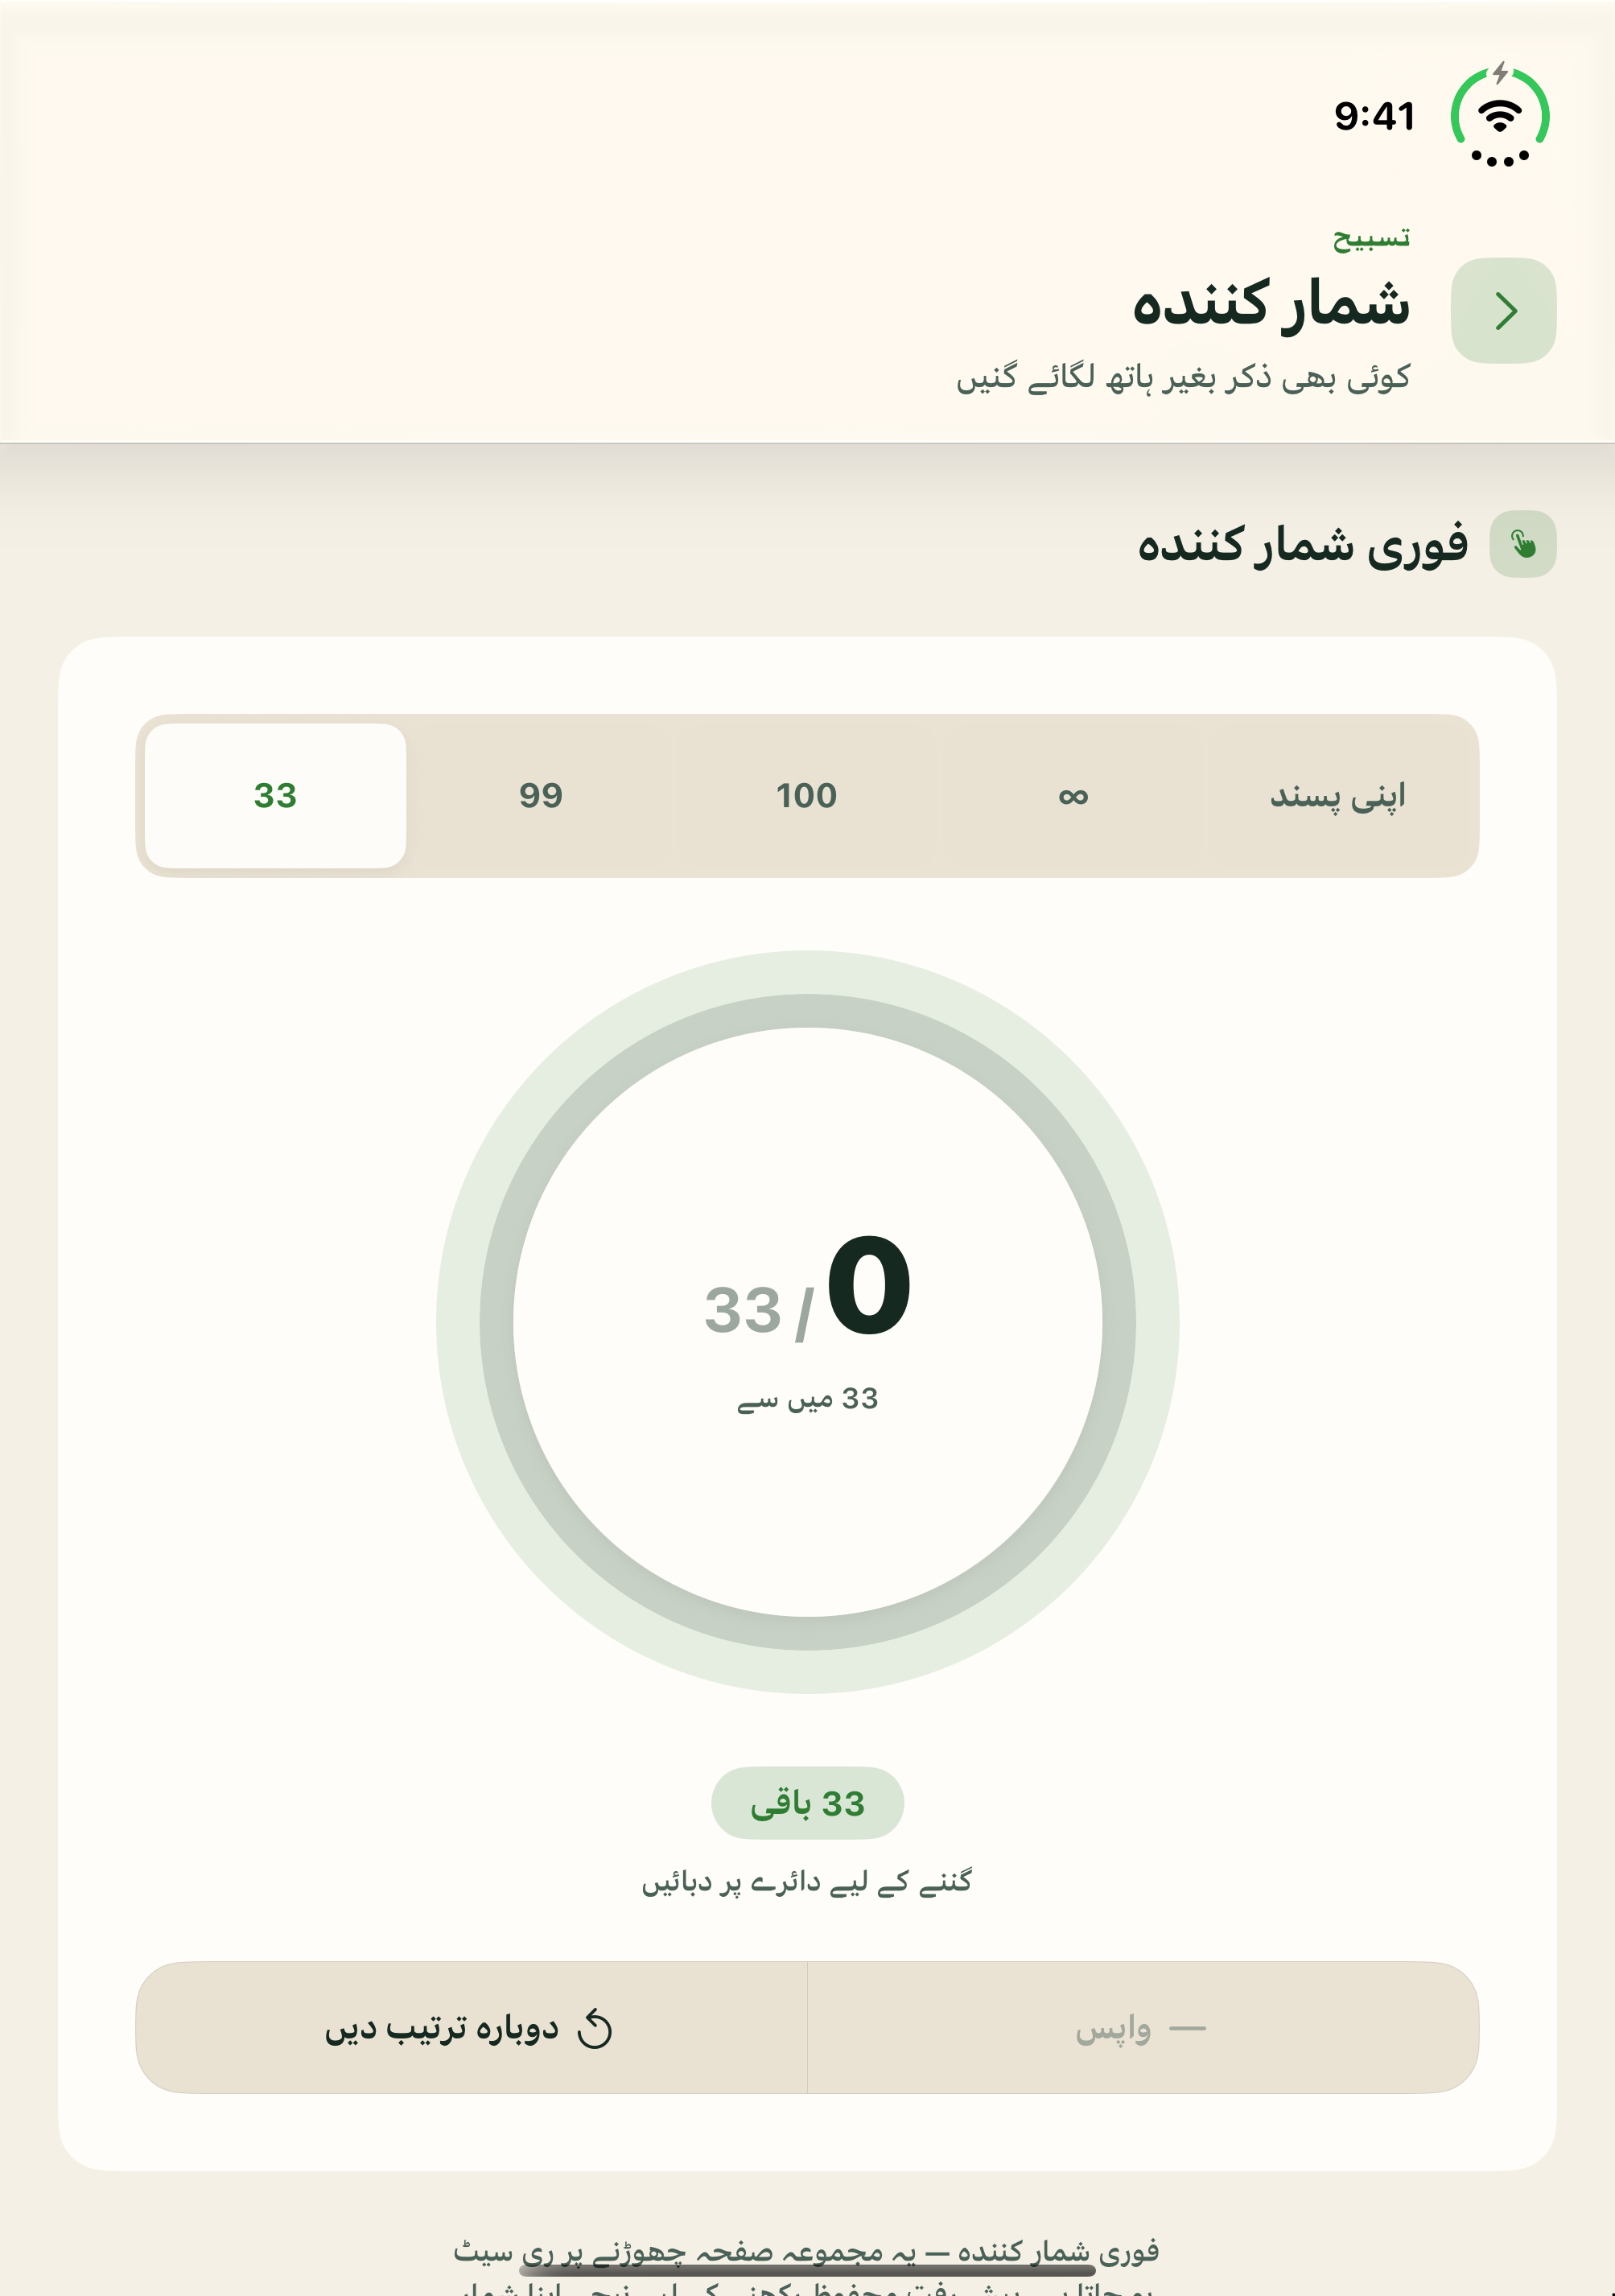 9:41
تسبیح
شمار کنندہ
کوئی بھی ذکر بغیر ہاتھ لگائے گنیں
فوری شمار کنندہ
اپنی پسند
∞
100
99
33
0/33
33 میں سے
33 باقی
گننے کے لیے دائرے پر دبائیں
واپس
دوبارہ ترتیب دیں
فوری شمار کنندہ — یہ مجموعہ صفحہ چھوڑنے پر ری سیٹ